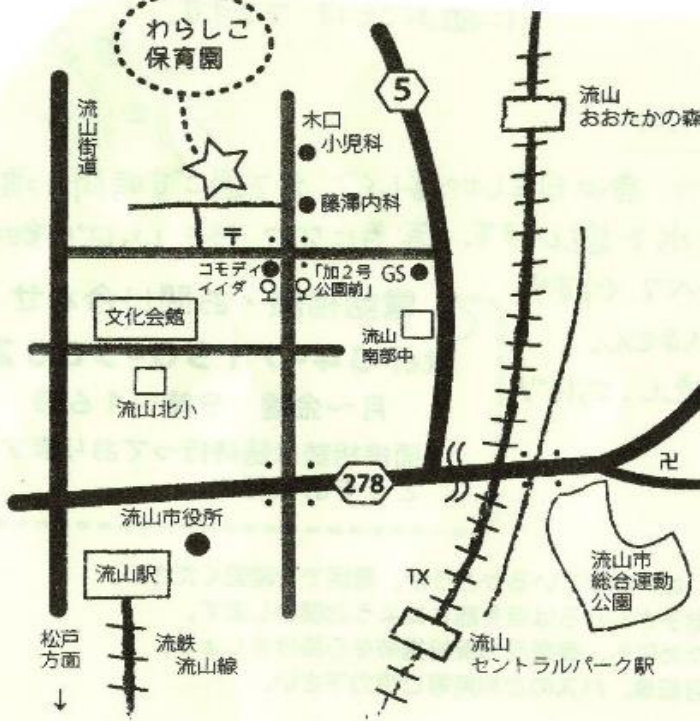 わらしこ
保育園
流山街道
木口
小児科
藤澤内科
5
流山
おおたかの森
〒
コモディ
イイダ
「加2号
公園前」
GS
文化会館
流山
南部中
流山北小
278
卍
流山市役所
流山駅
TX
流山市
総合運動
公園
松戸
方面
↓
流鉄
流山線
流山
セントラルパーク駅